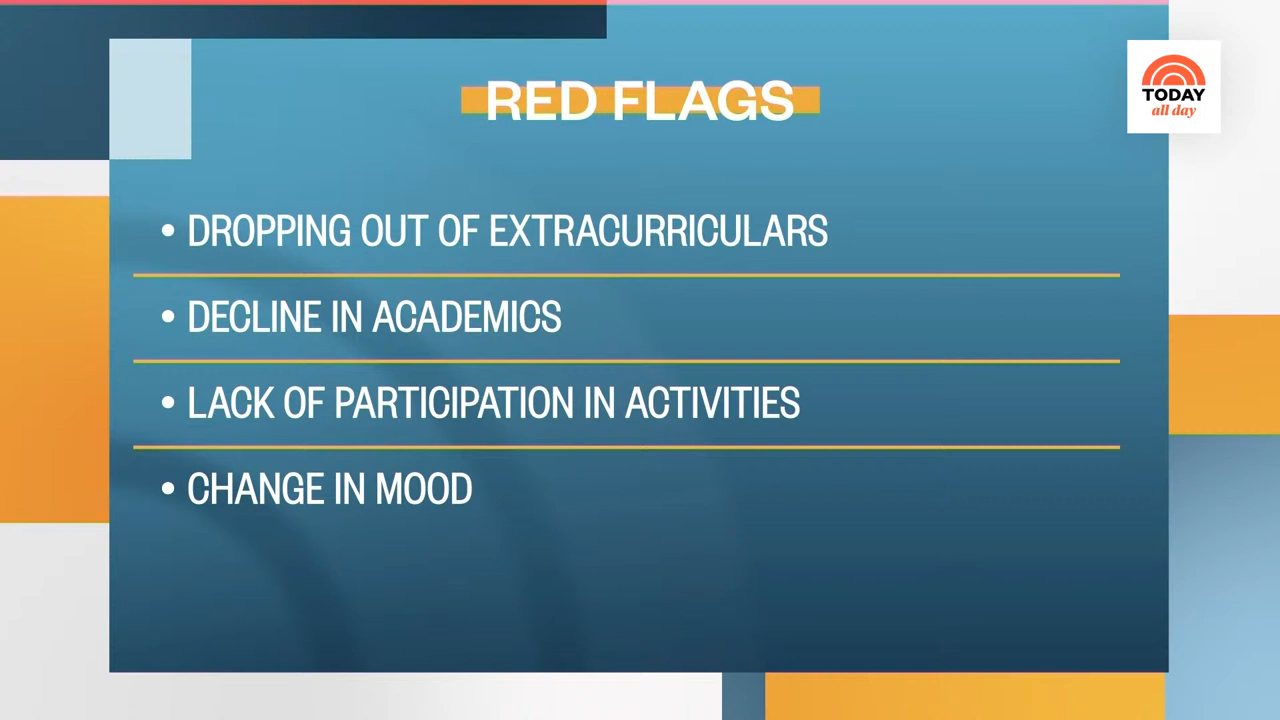 RED FLAGS
TODAY
all day
• DROPPING OUT OF EXTRACURRICULARS
• DECLINE IN ACADEMICS
• LACK OF PARTICIPATION IN ACTIVITIES
• CHANGE IN MOOD